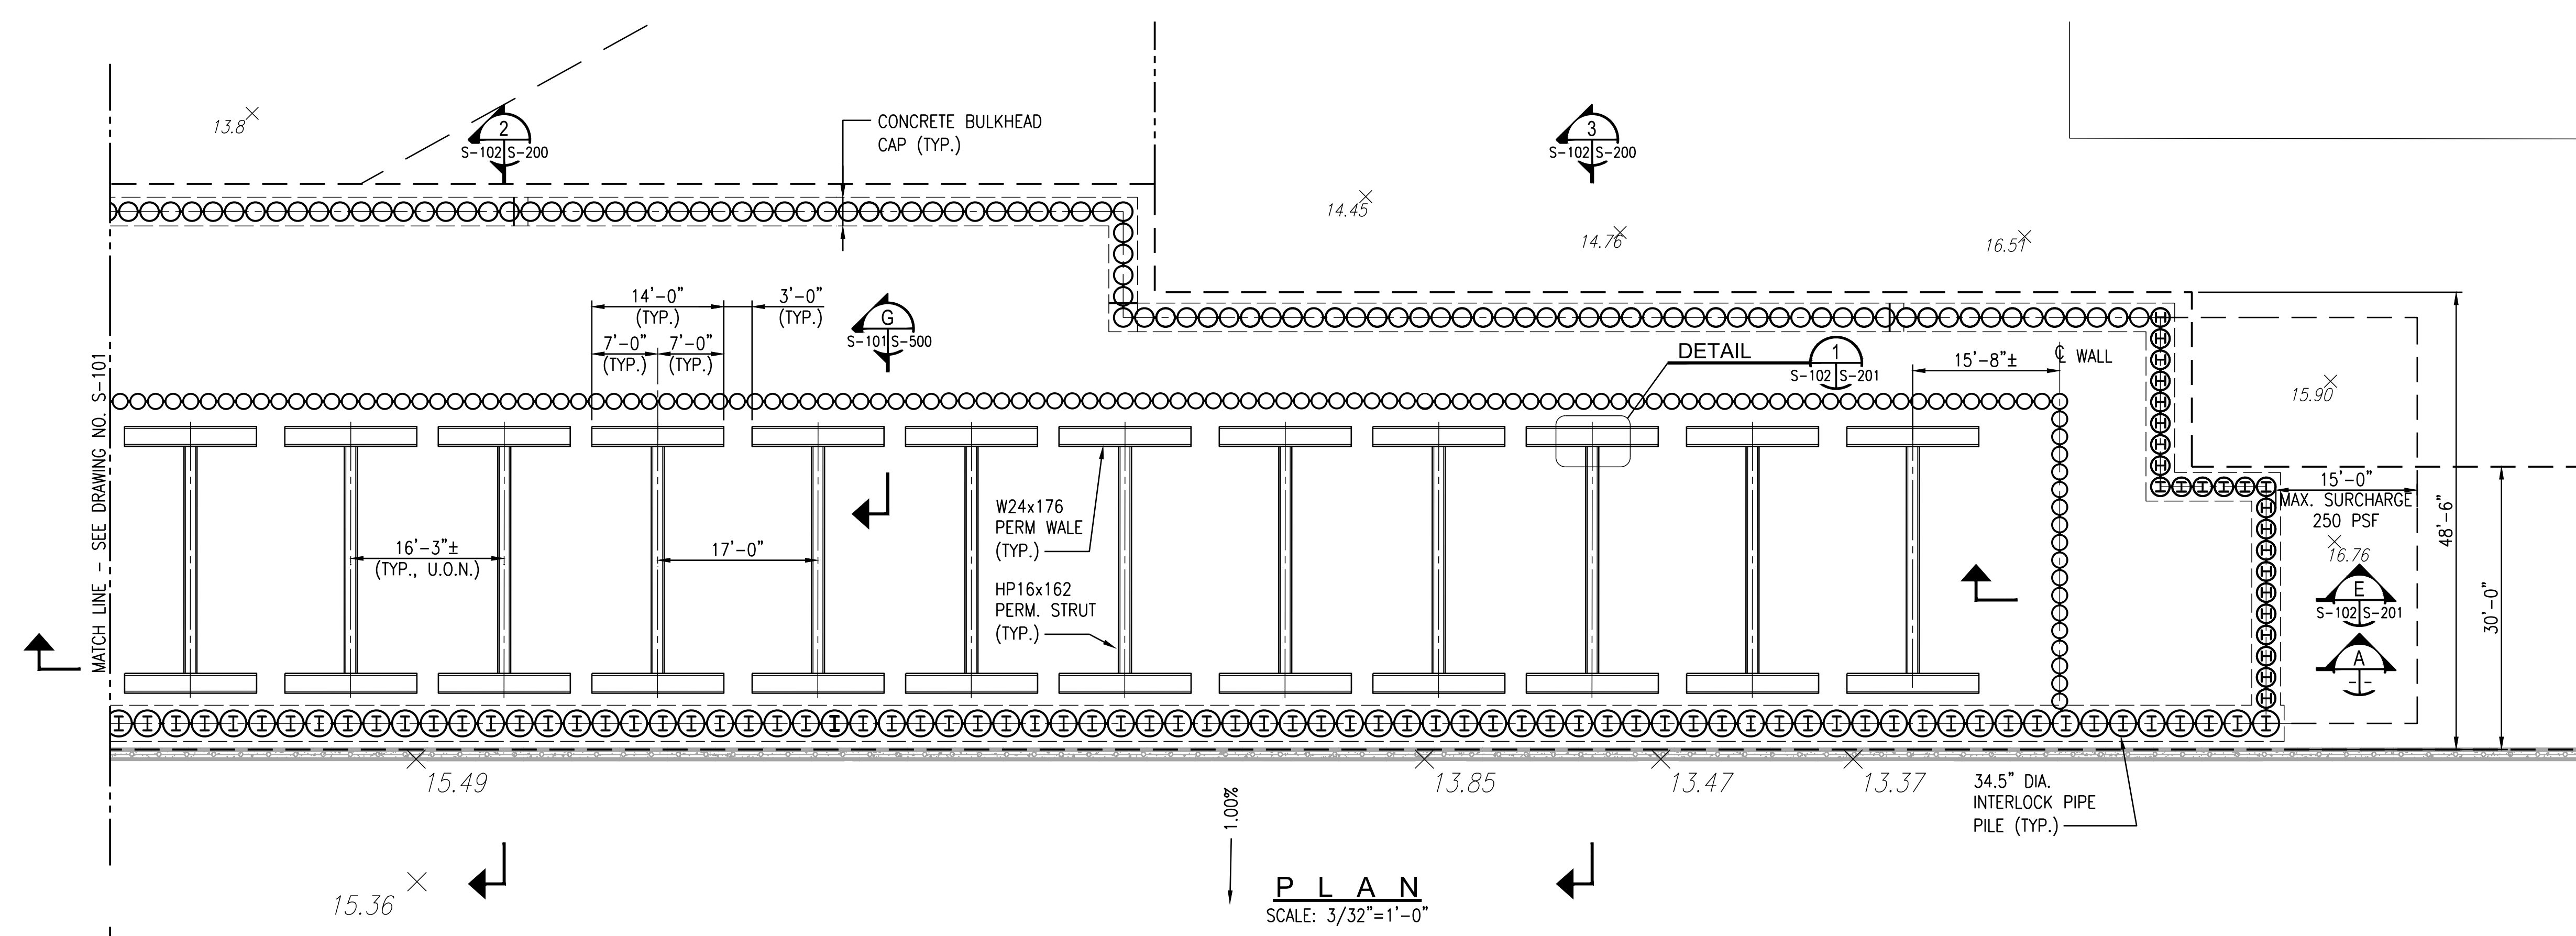 13.8
2
S-102 S-200
CONCRETE BULKHEAD
CAP (TYP.)
3
S-102 S-200
14.45
14.76
16.51
14'-0"
(TYP.)
3'-0"
(TYP.)
7'-0"
(TYP.)
7'-0"
(TYP.)
G
S-101 S-500
DETAIL
1
S-102 S-201
15'-8"±
℄ WALL
15.90
MATCH LINE - SEE DRAWING NO. S-101
15'-0"
MAX. SURCHARGE
250 PSF
16.76
48'-6"
30'-0"
W24x176
PERM WALE
(TYP.)
16'-3"±
(TYP., U.O.N.)
17'-0"
HP16x162
PERM. STRUT
(TYP.)
E
S-102 S-201
A
- -
15.49
13.85
13.47
13.37
34.5" DIA.
INTERLOCK PIPE
PILE (TYP.)
1.00%
15.36
PLAN
SCALE: 3/32"=1'-0"